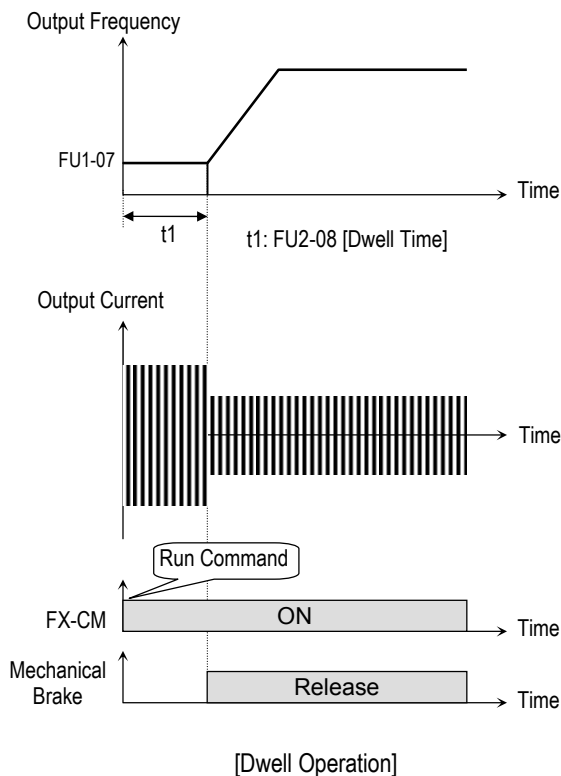 Output Frequency
FU1-07
Time
t1
t1: FU2-08 [Dwell Time]
Output Current
Time
Run Command
FX-CM
ON
Time
Mechanical
Brake
Release
Time
[Dwell Operation]